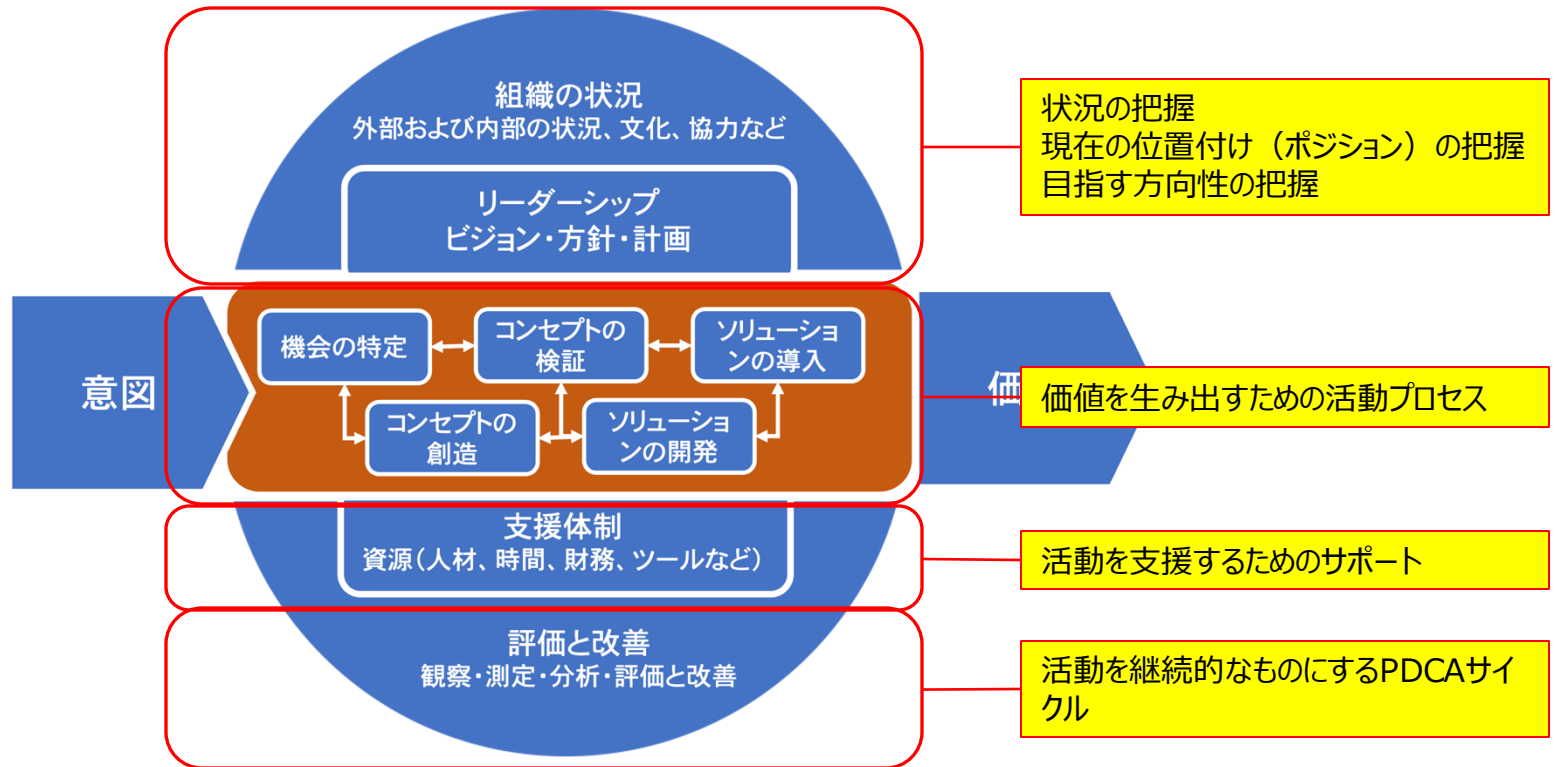 組織の状況
外部および内部の状況、文化、協力など
リーダーシップ
ビジョン・方針・計画
状況の把握
現在の位置付け（ポジション）の把握
目指す方向性の把握
意図
機会の特定
コンセプトの
検証
ソリューショ
ンの導入
コンセプトの
創造
ソリューショ
ンの開発
価
価値を生み出すための活動プロセス
支援体制
資源（人材、時間、財務、ツールなど）
活動を支援するためのサポート
評価と改善
観察・測定・分析・評価と改善
活動を継続的なものにするPDCAサイ
クル